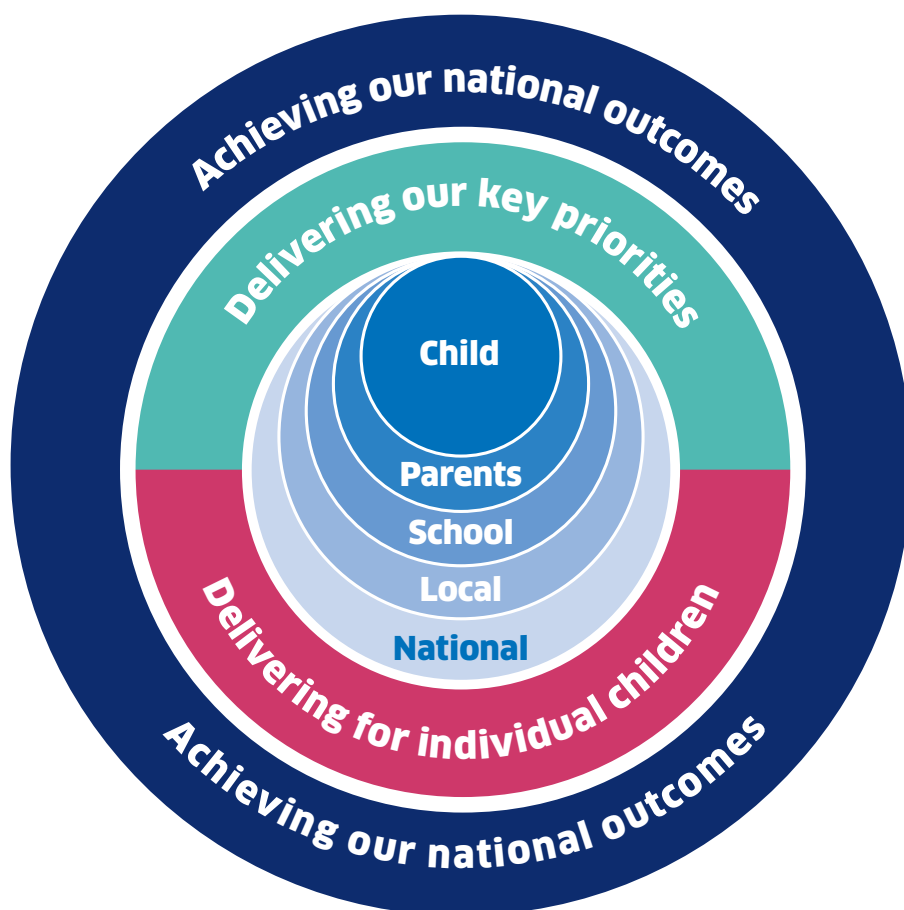 Achieving our national outcomes
Delivering our key priorities
Child
Parents
School
Local
National
Delivering for individual children
Achieving our national outcomes